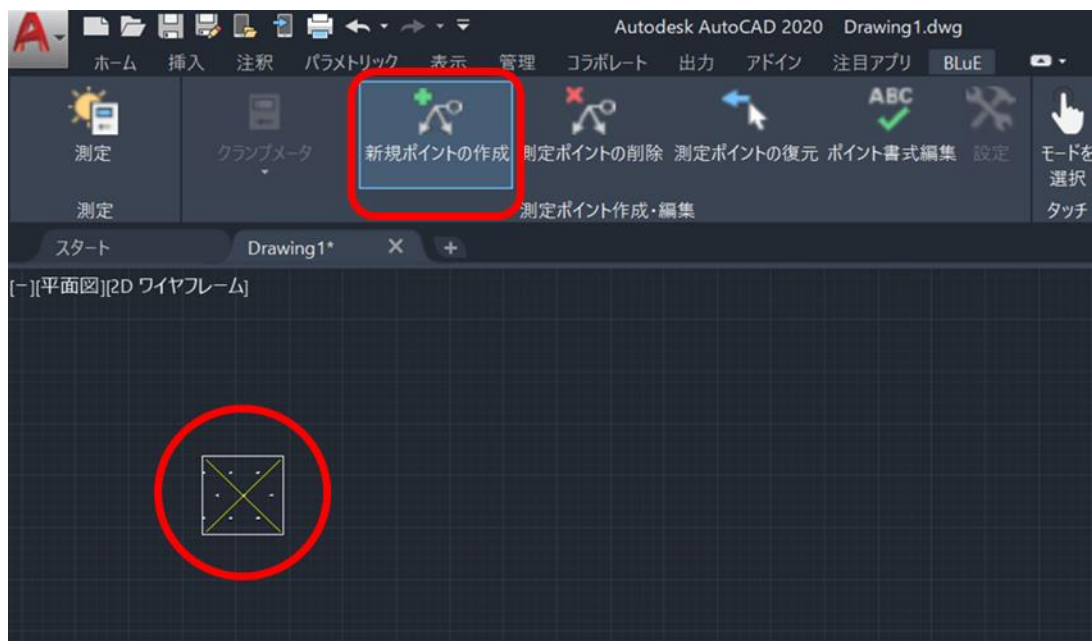 Autodesk AutoCAD 2020 Drawing1.dwg
ホーム 挿入 注釈 パラメトリック 表示 管理 コラボレート 出力 アドイン 注目アプリ BLuE
ABC
測定 クランプメータ 新規ポイントの作成 測定ポイントの削除 測定ポイントの復元 ポイント書式編集 設定 モードを
選択
測定 測定ポイント作成・編集 タッチ
スタート Drawing1*
[−][平面図][2D ワイヤフレーム]